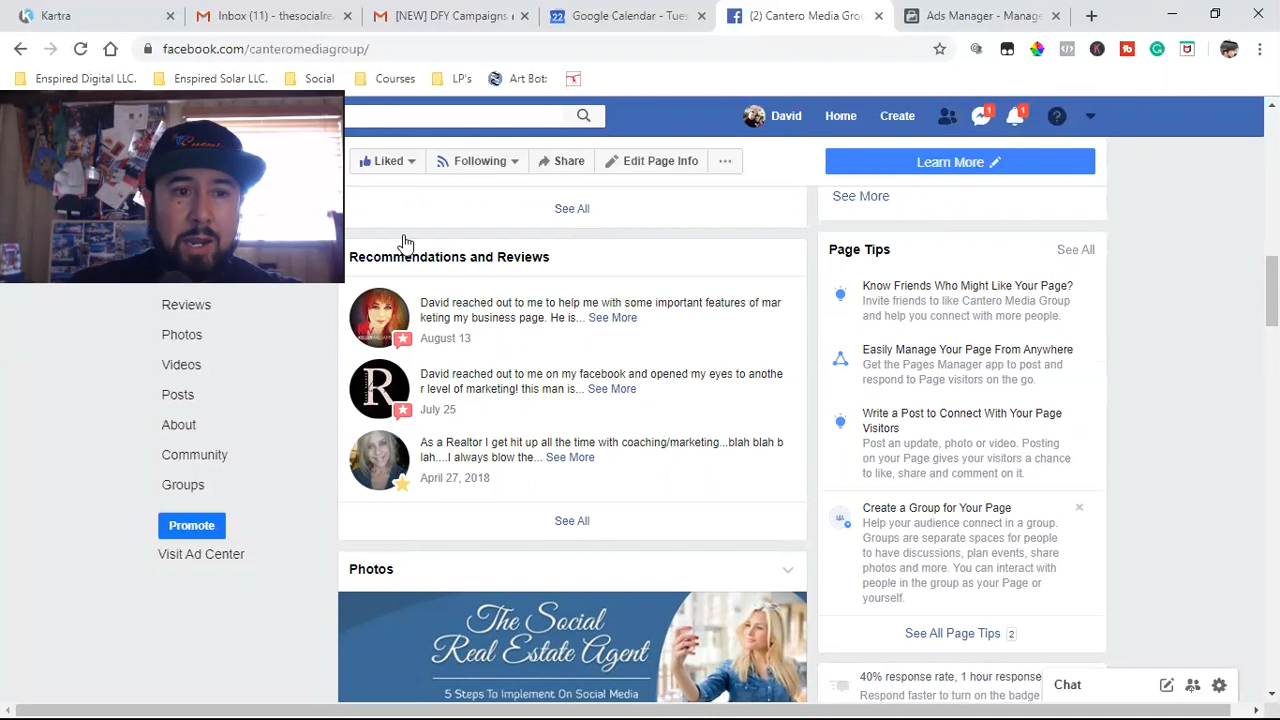 Kartra
Inbox (11) - thesocialrea
[NEW] DFY Campaigns
Google Calendar - Tues
(2) Cantero Media Grou
Ads Manager - Manage
22
facebook.com/canteromediagroup/
Enspired Digital LLC.
Enspired Solar LLC.
Social
Courses
LP's
Art Bot:
David
Home
Create
1
1
Liked
Following
Share
Edit Page Info
Learn More
See All
See More
Recommendations and Reviews
David reached out to me to help me with some important features of mar
keting my business page. He is... See More
August 13
David reached out to me on my facebook and opened my eyes to anothe
r level of marketing! this man is... See More
July 25
As a Realtor I get hit up all the time with coaching/marketing...blah blah b
lah....I always blow the... See More
April 27, 2018
See All
Photos
The Social
Real Estate Agent
5 Steps To Implement On Social Media
Reviews
Photos
Videos
Posts
About
Community
Groups
Promote
Visit Ad Center
Page Tips
See All
Know Friends Who Might Like Your Page?
Invite friends to like Cantero Media Group
and help you connect with more people.
Easily Manage Your Page From Anywhere
Get the Pages Manager app to post and
respond to Page visitors on the go.
Write a Post to Connect With Your Page
Visitors
Post an update, photo or video. Posting
on your Page gives your visitors a chance
to like, share and comment on it.
Create a Group for Your Page
Help your audience connect in a group.
Groups are separate spaces for people
to have discussions, plan events, share
photos and more. You can interact with
people in the group as your Page or
yourself.
See All Page Tips 2
40% response rate, 1 hour response
Respond faster to turn on the badge
Chat